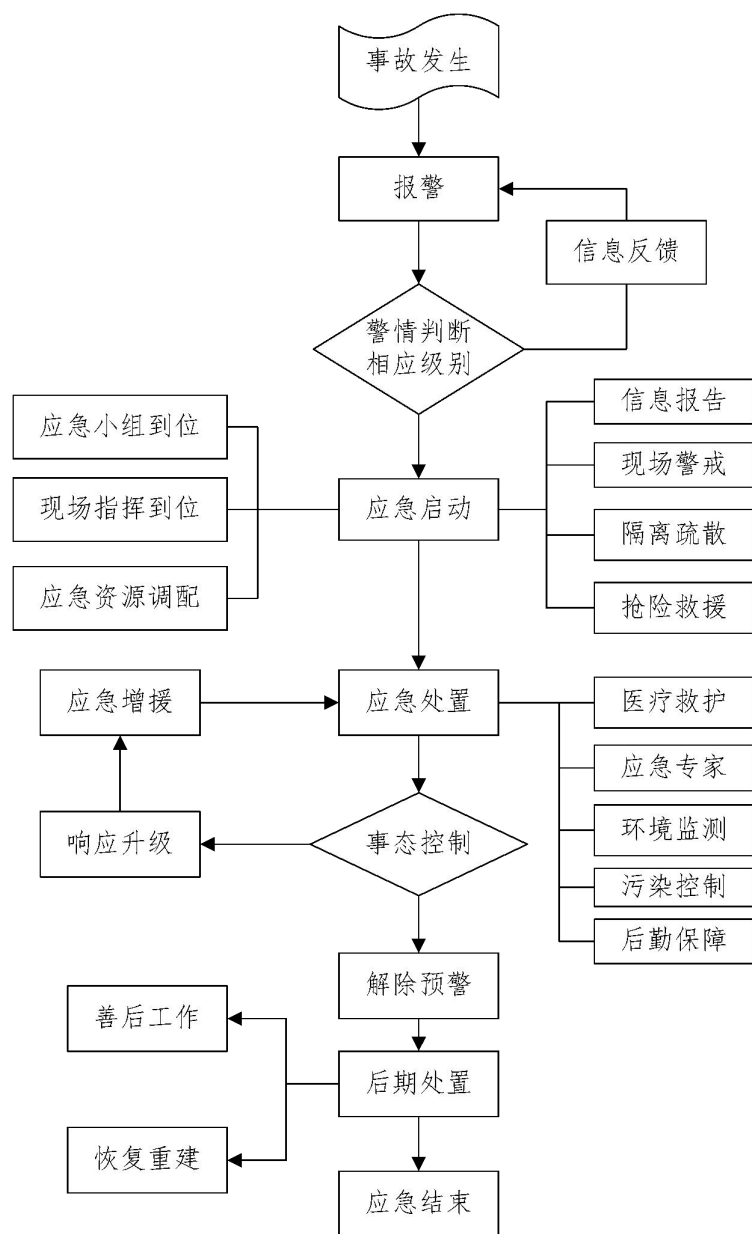 事故发生
报警
信息反馈
警情判断
相应级别
应急小组到位
现场指挥到位
应急资源调配
应急启动
信息报告
现场警戒
隔离疏散
抢险救援
应急增援
应急处置
医疗救护
应急专家
环境监测
污染控制
后勤保障
响应升级
事态控制
解除预警
善后工作
后期处置
恢复重建
应急结束